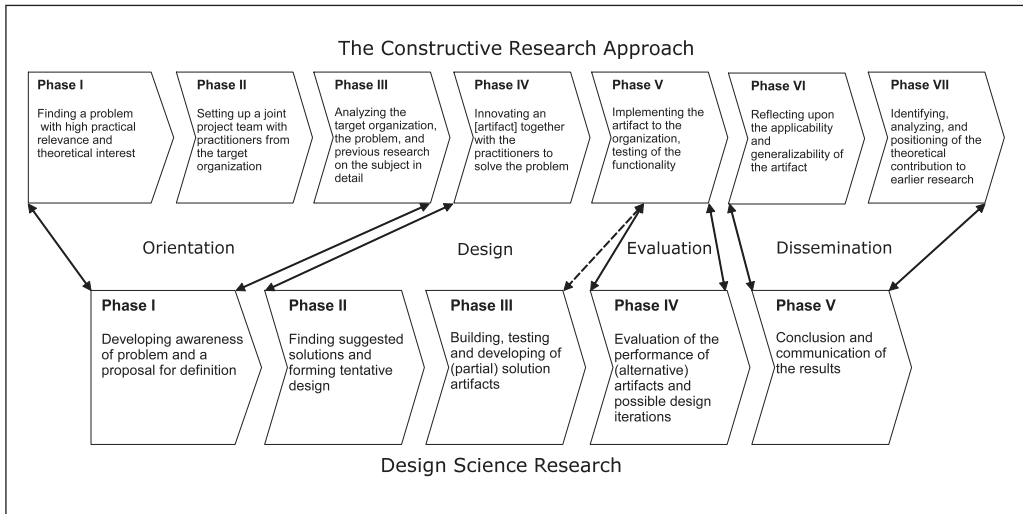 The Constructive Research Approach
Phase I
Finding a problem
with high practical
relevance and
theoretical interest
Phase II
Setting up a joint
project team with
practitioners from
the target
organization
Phase III
Analyzing the
target organization,
the problem, and
previous research
on the subject in
detail
Phase IV
Innovating an
[artifact] together
with the
practitioners to
solve the problem
Phase V
Implementing the
artifact to the
organization,
testing of the
functionality
Phase VI
Reflecting upon
the applicability
and
generalizability of
the artifact
Phase VII
Identifying,
analyzing, and
positioning of the
theoretical
contribution to
earlier research
Orientation
Design
Evaluation
Dissemination
Phase I
Developing awareness
of problem and a
proposal for definition
Phase II
Finding suggested
solutions and
forming tentative
design
Phase III
Building, testing
and developing of
(partial) solution
artifacts
Phase IV
Evaluation of the
performance of
(alternative)
artifacts and
possible design
iterations
Phase V
Conclusion and
communication of
the results
Design Science Research